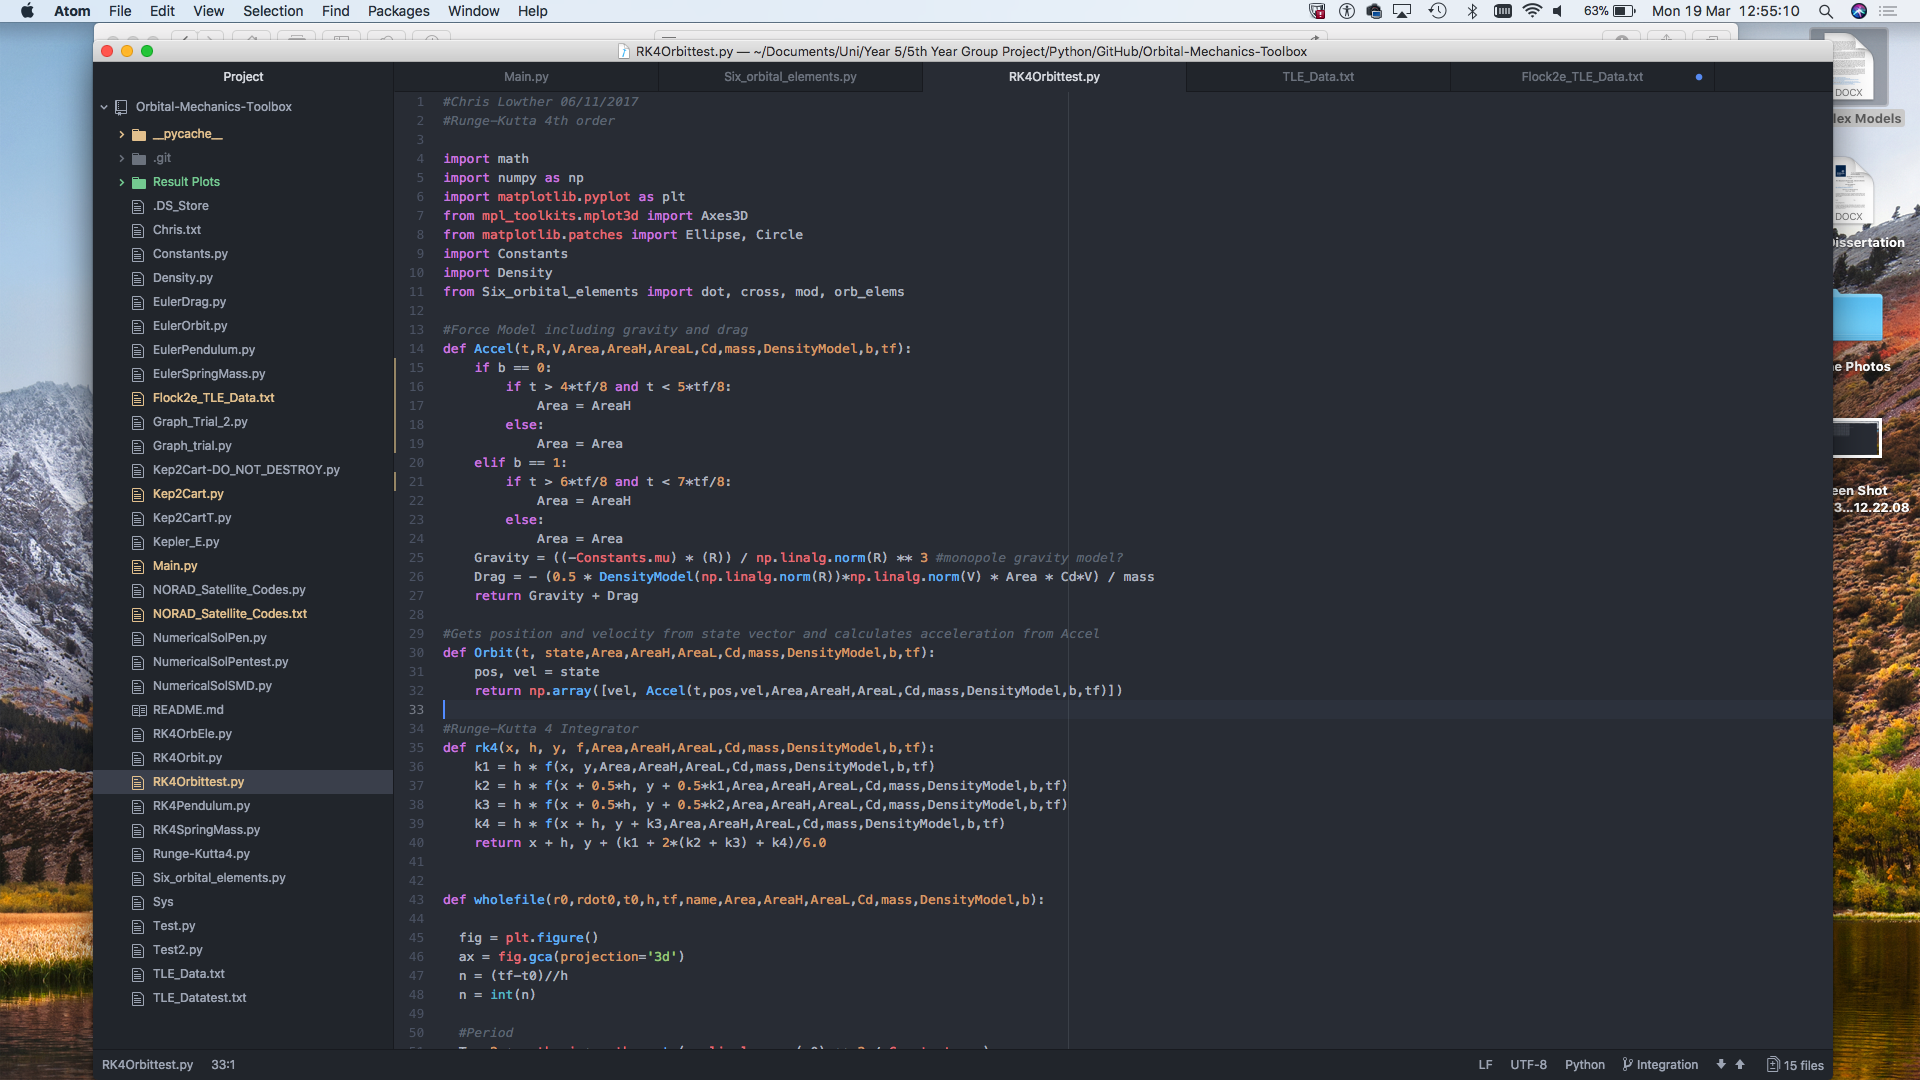 Atom File Edit View Selection Find Packages Window Help 63% Mon 19 Mar 12:55:10
RK4Orbittest.py — ~/Documents/Uni/Year 5/5th Year Group Project/Python/GitHub/Orbital-Mechanics-Toolbox
Project
Main.py Six_orbital_elements.py RK4Orbittest.py TLE_Data.txt Flock2e_TLE_Data.txt
Orbital-Mechanics-Toolbox
__pycache__
.git
Result Plots
.DS_Store
Chris.txt
Constants.py
Density.py
EulerDrag.py
EulerOrbit.py
EulerPendulum.py
EulerSpringMass.py
Flock2e_TLE_Data.txt
Graph_Trial_2.py
Graph_trial.py
Kep2Cart-DO_NOT_DESTROY.py
Kep2Cart.py
Kep2CartT.py
Kepler_E.py
Main.py
NORAD_Satellite_Codes.py
NORAD_Satellite_Codes.txt
NumericalSolPen.py
NumericalSolPentest.py
NumericalSolSMD.py
README.md
RK4OrbEle.py
RK4Orbit.py
RK4Orbittest.py
RK4Pendulum.py
RK4SpringMass.py
Runge-Kutta4.py
Six_orbital_elements.py
Sys
Test.py
Test2.py
TLE_Data.txt
TLE_Datatest.txt
1 #Chris Lowther 06/11/2017
2 #Runge-Kutta 4th order
3
4 import math
5 import numpy as np
6 import matplotlib.pyplot as plt
7 from mpl_toolkits.mplot3d import Axes3D
8 from matplotlib.patches import Ellipse, Circle
9 import Constants
10 import Density
11 from Six_orbital_elements import dot, cross, mod, orb_elems
12
13 #Force Model including gravity and drag
14 def Accel(t,R,V,Area,AreaH,AreaL,Cd,mass,DensityModel,b,tf):
15 if b == 0:
16 if t > 4*tf/8 and t < 5*tf/8:
17 Area = AreaH
18 else:
19 Area = Area
20 elif b == 1:
21 if t > 6*tf/8 and t < 7*tf/8:
22 Area = AreaH
23 else:
24 Area = Area
25 Gravity = ((-Constants.mu) * (R)) / np.linalg.norm(R) ** 3 #monopole gravity model?
26 Drag = - (0.5 * DensityModel(np.linalg.norm(R))*np.linalg.norm(V) * Area * Cd*V) / mass
27 return Gravity + Drag
28
29 #Gets position and velocity from state vector and calculates acceleration from Accel
30 def Orbit(t, state,Area,AreaH,AreaL,Cd,mass,DensityModel,b,tf):
31 pos, vel = state
32 return np.array([vel, Accel(t,pos,vel,Area,AreaH,AreaL,Cd,mass,DensityModel,b,tf)])
33
34 #Runge-Kutta 4 Integrator
35 def rk4(x, h, y, f,Area,AreaH,AreaL,Cd,mass,DensityModel,b,tf):
36 k1 = h * f(x, y,Area,AreaH,AreaL,Cd,mass,DensityModel,b,tf)
37 k2 = h * f(x + 0.5*h, y + 0.5*k1,Area,AreaH,AreaL,Cd,mass,DensityModel,b,tf)
38 k3 = h * f(x + 0.5*h, y + 0.5*k2,Area,AreaH,AreaL,Cd,mass,DensityModel,b,tf)
39 k4 = h * f(x + h, y + k3,Area,AreaH,AreaL,Cd,mass,DensityModel,b,tf)
40 return x + h, y + (k1 + 2*(k2 + k3) + k4)/6.0
41
42
43 def wholefile(r0,rdot0,t0,h,tf,name,Area,AreaH,AreaL,Cd,mass,DensityModel,b):
44
45 fig = plt.figure()
46 ax = fig.gca(projection='3d')
47 n = (tf-t0)//h
48 n = int(n)
49
50 #Period
DOCX
lex Models
DOCX
issertation
e Photos
een Shot
3...12.22.08
RK4Orbittest.py 33:1 LF UTF-8 Python Integration 15 files